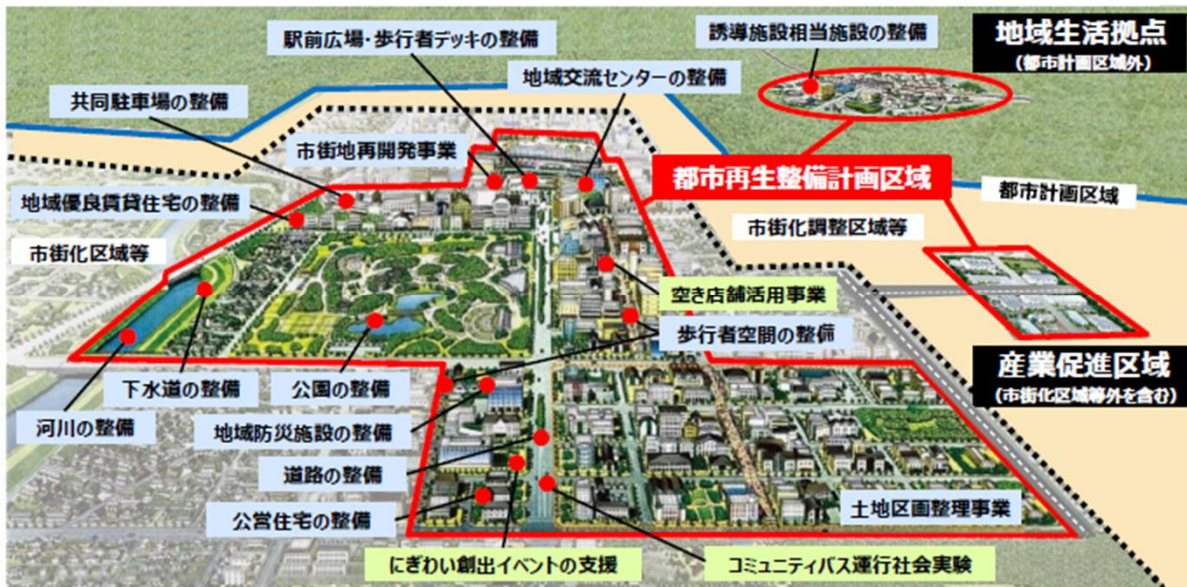 駅前広場・歩行者デッキの整備
誘導施設相当施設の整備
地域生活拠点
(都市計画区域外)
地域交流センターの整備
共同駐車場の整備
市街地再開発事業
都市再生整備計画区域
都市計画区域
地域優良賃貸住宅の整備
市街化調整区域等
市街化区域等
空き店舗活用事業
歩行者空間の整備
産業促進区域
(市街化区域等外を含む)
下水道の整備
公園の整備
河川の整備
地域防災施設の整備
道路の整備
公営住宅の整備
土地区画整理事業
にぎわい創出イベントの支援
コミュニティバス運行社会実験